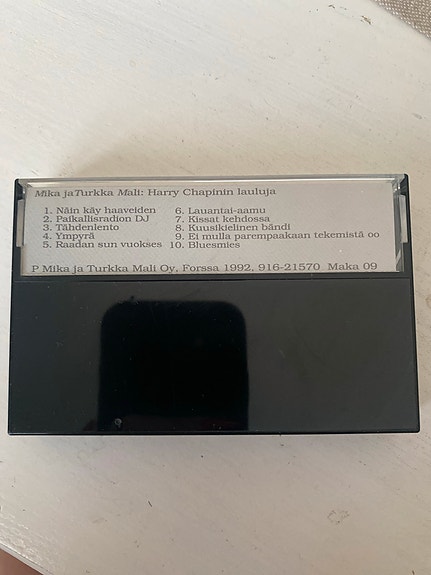 Mika ja Turkka Mali: Harry Chapinin lauluja
1. Näin käy haaveiden
2. Paikallisradion DJ
3. Tähdenlento
4. Ympyrä
5. Raadan sun vuokses
6. Lauantai-aamu
7. Kissat kehdossa
8. Kuusikielinen bändi
9. Ei mulla parempaakaan tekemistä oo
10. Bluesmies
P Mika ja Turkka Mali Oy, Forssa 1992, 916-21570 Maka 09